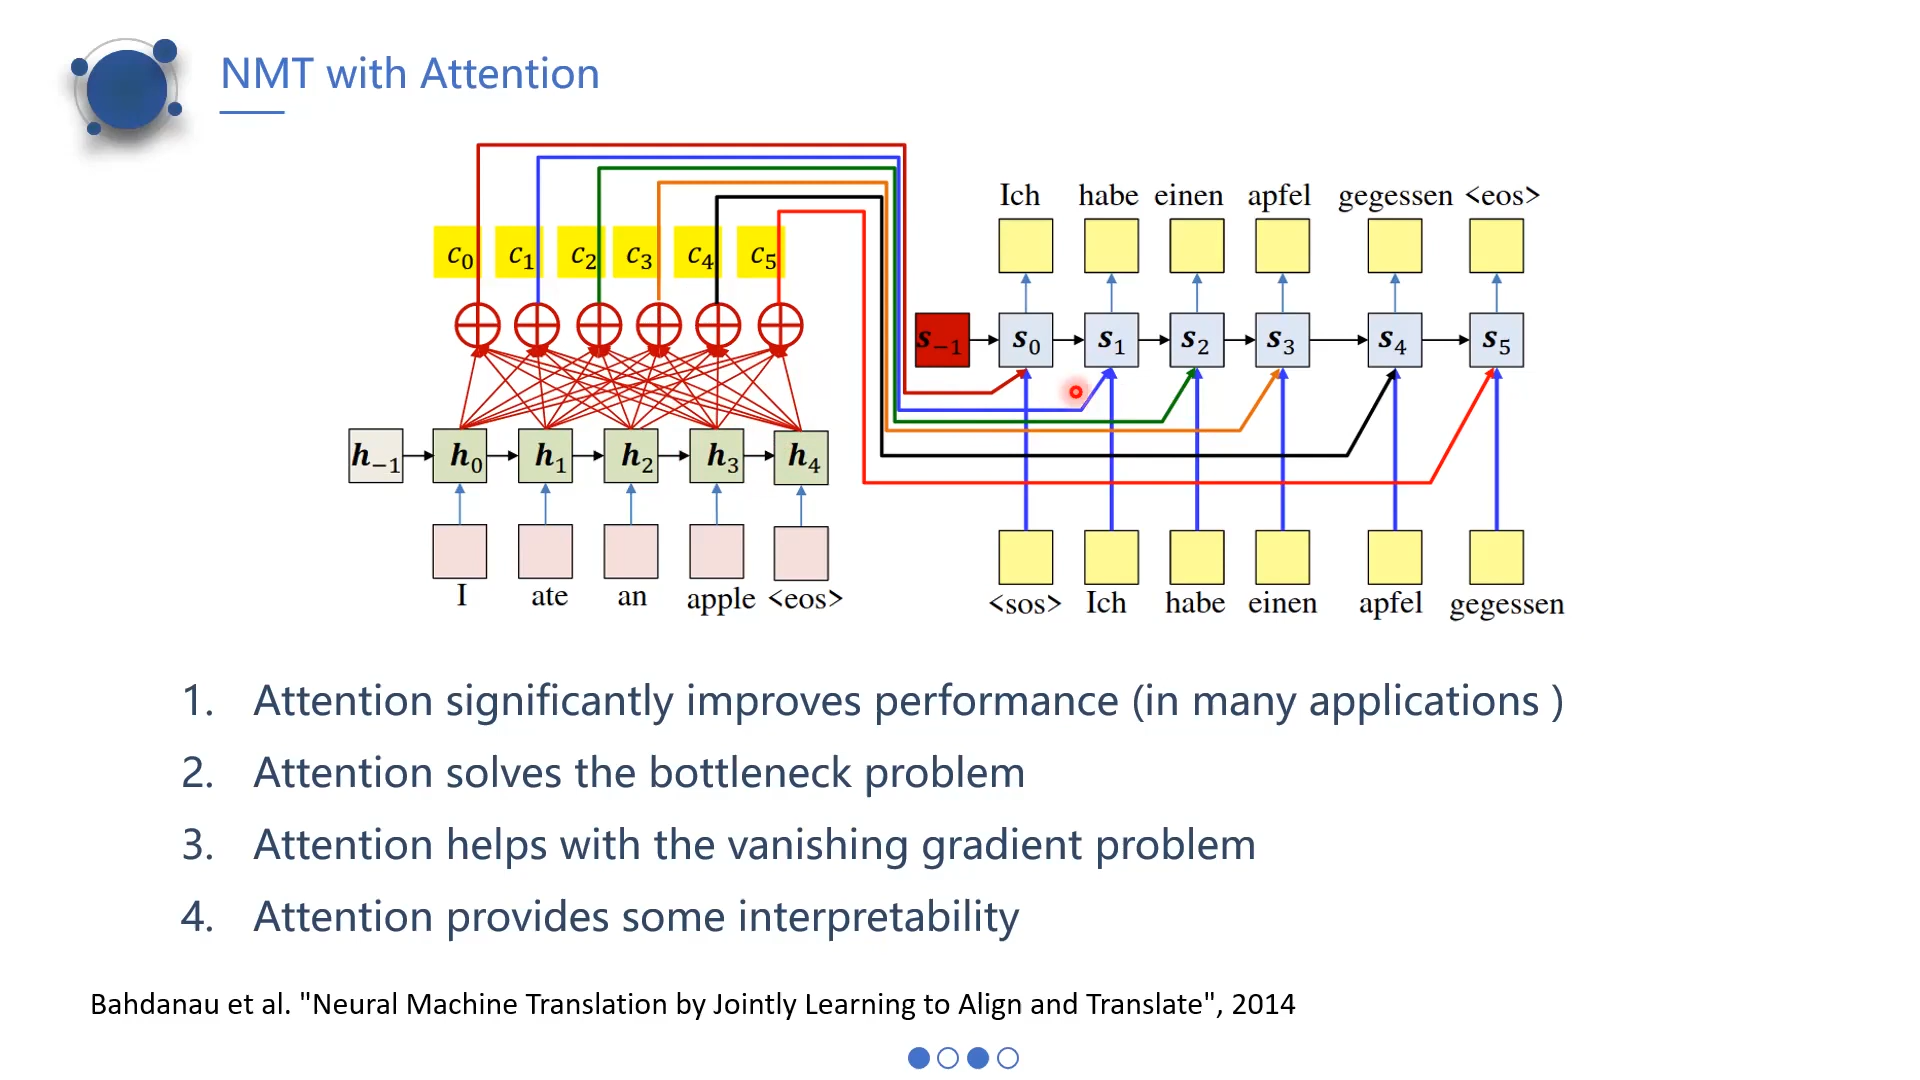 NMT with Attention
Ich habe einen apfel gegessen <eos>
c0 c1 c2 c3 c4 c5
s−1 s0 s1 s2 s3 s4 s5
h−1 h0 h1 h2 h3 h4
I ate an apple <eos>
<sos> Ich habe einen apfel gegessen
1. Attention significantly improves performance (in many applications )
2. Attention solves the bottleneck problem
3. Attention helps with the vanishing gradient problem
4. Attention provides some interpretability
Bahdanau et al. "Neural Machine Translation by Jointly Learning to Align and Translate", 2014